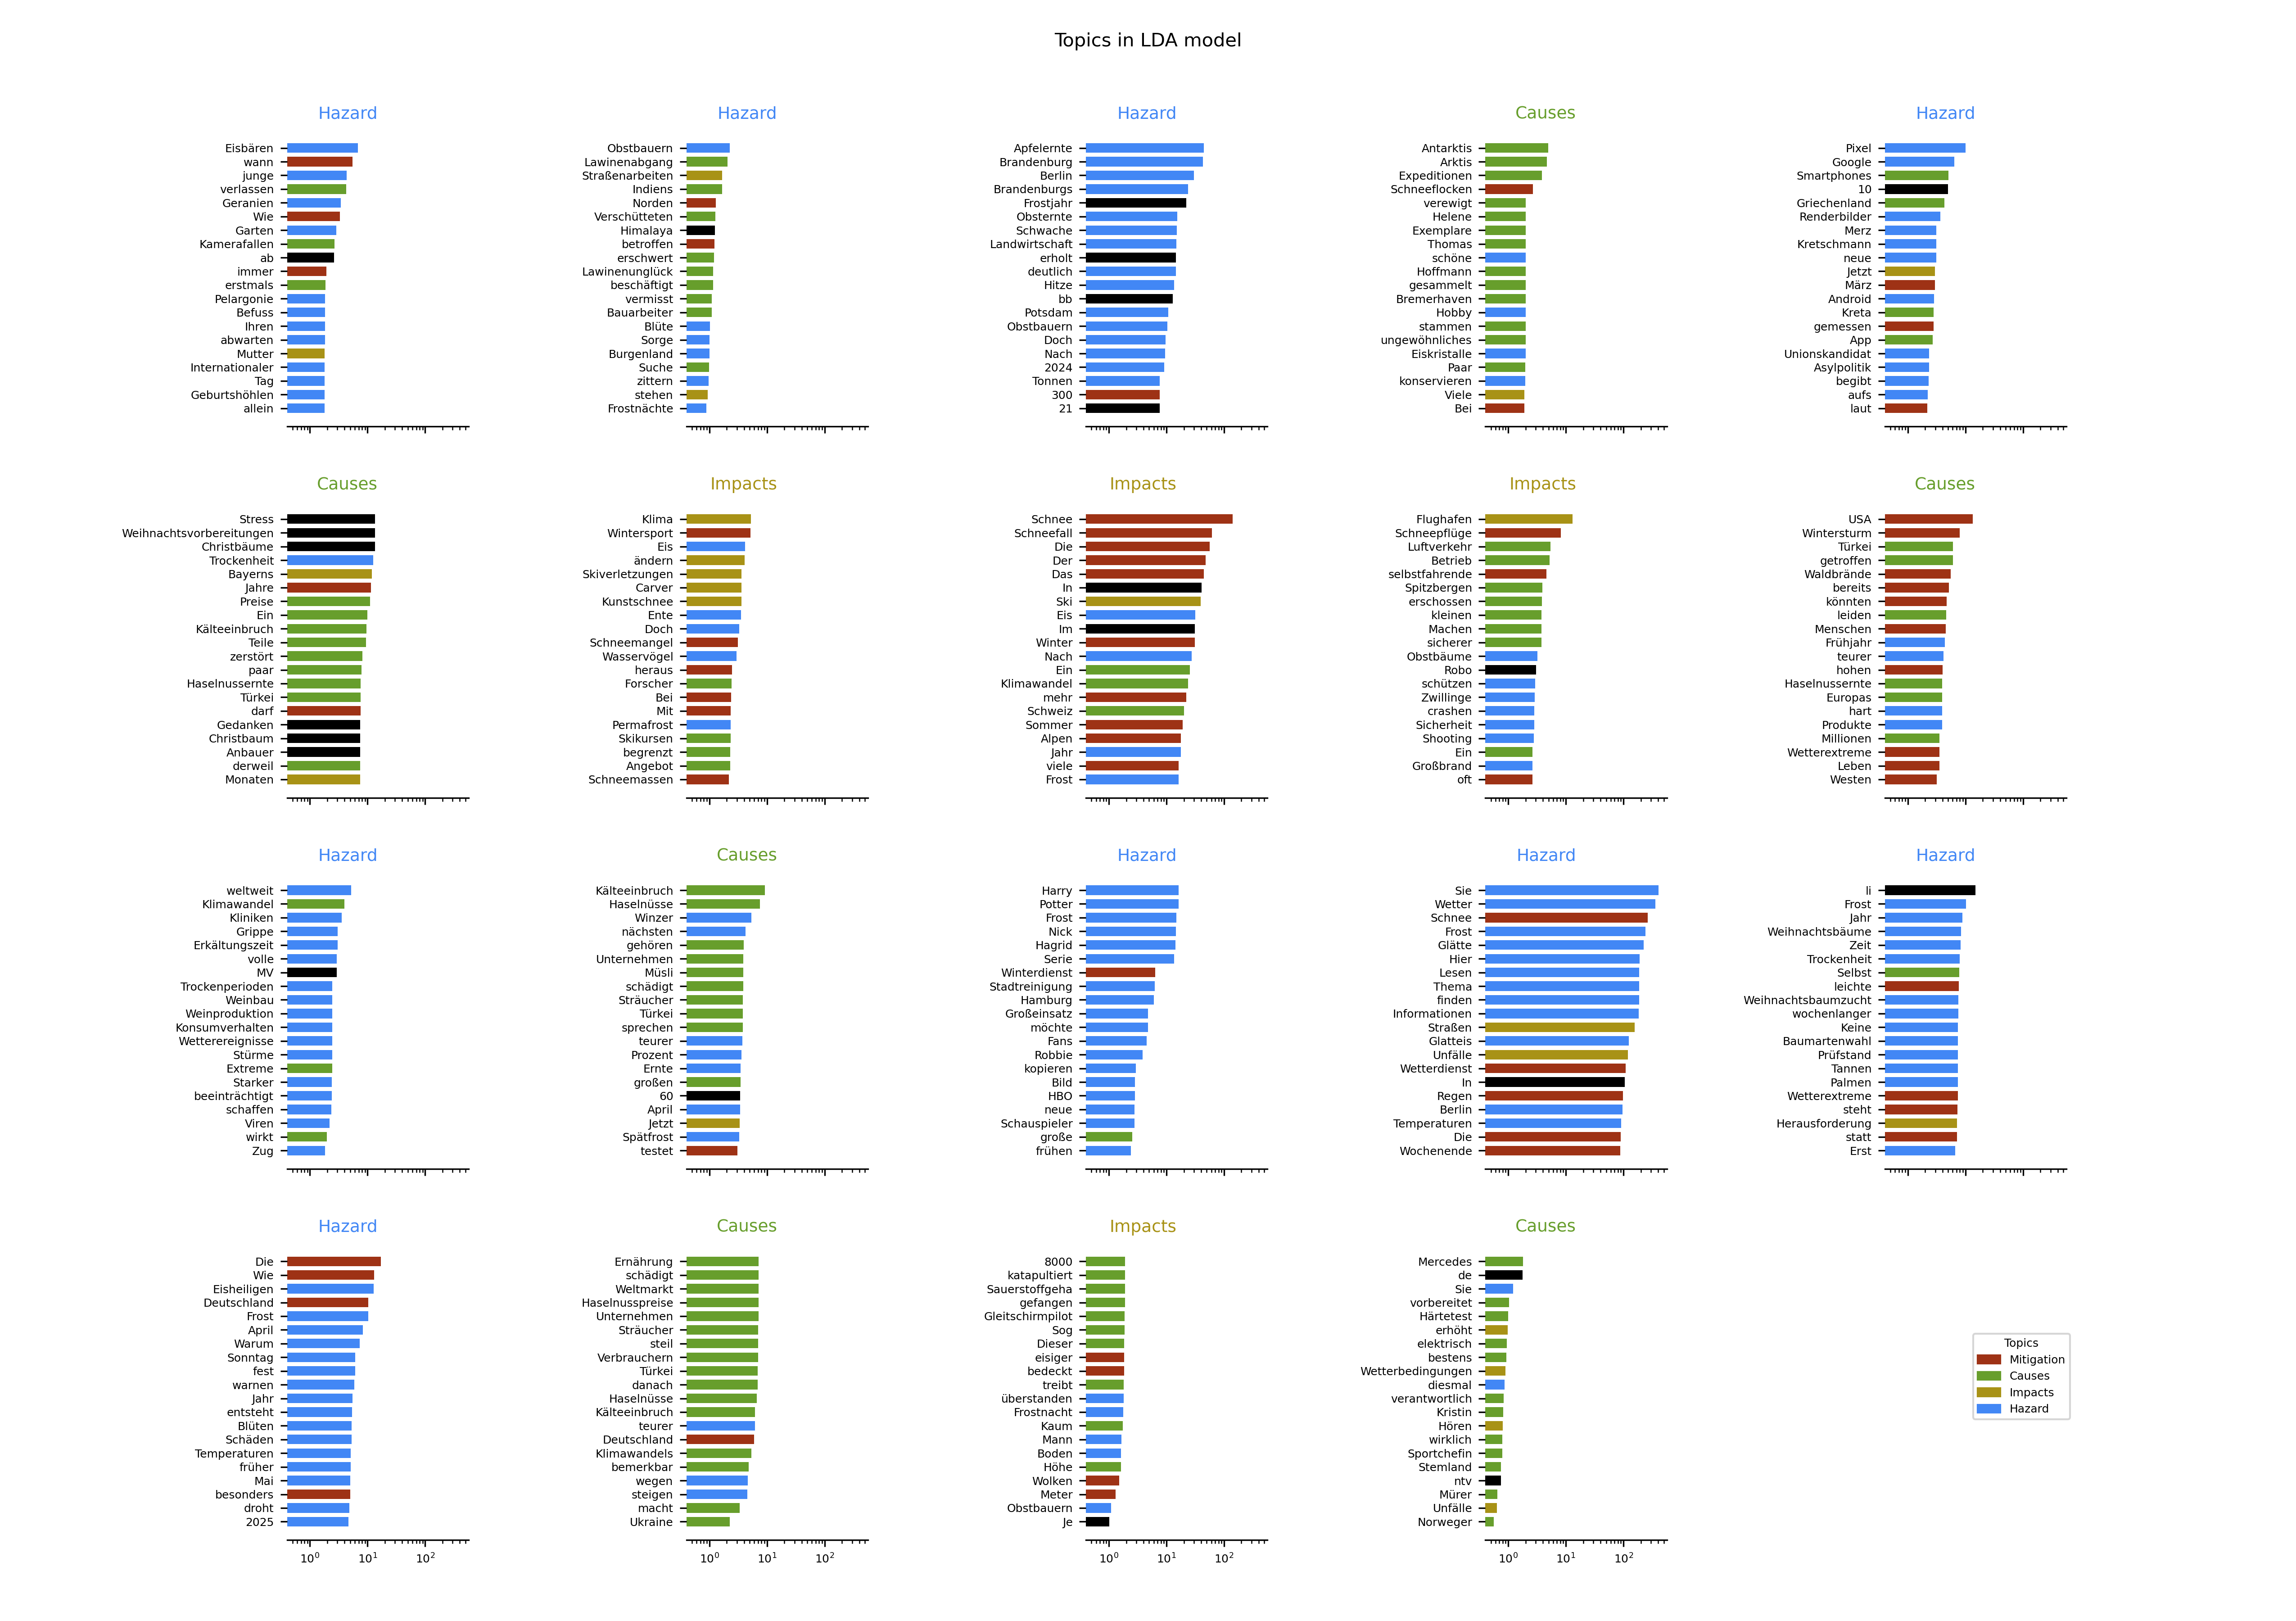 Topics in LDA model
Hazard
Eisbären
wann
junge
verlassen
Geranien
Wie
Garten
Kamerafallen
ab
immer
erstmals
Pelargonie
Befuss
Ihren
abwarten
Mutter
Internationaler
Tag
Geburtshöhlen
allein
Hazard
Obstbauern
Lawinenabgang
Straßenarbeiten
Indiens
Norden
Verschütteten
Himalaya
betroffen
erschwert
Lawinenunglück
beschäftigt
vermisst
Bauarbeiter
Blüte
Sorge
Burgenland
Suche
zittern
stehen
Frostnächte
Hazard
Apfelernte
Brandenburg
Berlin
Brandenburgs
Frostjahr
Obsternte
Schwache
Landwirtschaft
erholt
deutlich
Hitze
bb
Potsdam
Obstbauern
Doch
Nach
2024
Tonnen
300
21
Causes
Antarktis
Arktis
Expeditionen
Schneeflocken
verewigt
Helene
Exemplare
Thomas
schöne
Hoffmann
gesammelt
Bremerhaven
Hobby
stammen
ungewöhnliches
Eiskristalle
Paar
konservieren
Viele
Bei
Hazard
Pixel
Google
Smartphones
10
Griechenland
Renderbilder
Merz
Kretschmann
neue
Jetzt
März
Android
Kreta
gemessen
App
Unionskandidat
Asylpolitik
begibt
aufs
laut
Causes
Stress
Weihnachtsvorbereitungen
Christbäume
Trockenheit
Bayerns
Jahre
Preise
Ein
Kälteeinbruch
Teile
zerstört
paar
Haselnussernte
Türkei
darf
Gedanken
Christbaum
Anbauer
derweil
Monaten
Impacts
Klima
Wintersport
Eis
ändern
Skiverletzungen
Carver
Kunstschnee
Ente
Doch
Schneemangel
Wasservögel
heraus
Forscher
Bei
Mit
Permafrost
Skikursen
begrenzt
Angebot
Schneemassen
Impacts
Schnee
Schneefall
Die
Der
Das
In
Ski
Eis
Im
Winter
Nach
Ein
Klimawandel
mehr
Schweiz
Sommer
Alpen
Jahr
viele
Frost
Impacts
Flughafen
Schneepflüge
Luftverkehr
Betrieb
selbstfahrende
Spitzbergen
erschossen
kleinen
Machen
sicherer
Obstbäume
Robo
schützen
Zwillinge
crashen
Sicherheit
Shooting
Ein
Großbrand
oft
Causes
USA
Wintersturm
Türkei
getroffen
Waldbrände
bereits
könnten
leiden
Menschen
Frühjahr
teurer
hohen
Haselnussernte
Europas
hart
Produkte
Millionen
Wetterextreme
Leben
Westen
Hazard
weltweit
Klimawandel
Kliniken
Grippe
Erkältungszeit
volle
MV
Trockenperioden
Weinbau
Weinproduktion
Konsumverhalten
Wetterereignisse
Stürme
Extreme
Starker
beeinträchtigt
schaffen
Viren
wirkt
Zug
Causes
Kälteeinbruch
Haselnüsse
Winzer
nächsten
gehören
Unternehmen
Müsli
schädigt
Sträucher
Türkei
sprechen
teurer
Prozent
Ernte
großen
60
April
Jetzt
Spätfrost
testet
Hazard
Harry
Potter
Frost
Nick
Hagrid
Serie
Winterdienst
Stadtreinigung
Hamburg
Großeinsatz
möchte
Fans
Robbie
kopieren
Bild
HBO
neue
Schauspieler
große
frühen
Hazard
Sie
Wetter
Schnee
Frost
Glätte
Hier
Lesen
Thema
finden
Informationen
Straßen
Glatteis
Unfälle
Wetterdienst
In
Regen
Berlin
Temperaturen
Die
Wochenende
Hazard
li
Frost
Jahr
Weihnachtsbäume
Zeit
Trockenheit
Selbst
leichte
Weihnachtsbaumzucht
wochenlanger
Keine
Baumartenwahl
Prüfstand
Tannen
Palmen
Wetterextreme
steht
Herausforderung
statt
Erst
Hazard
Die
Wie
Eisheiligen
Deutschland
Frost
April
Warum
Sonntag
fest
warnen
Jahr
entsteht
Blüten
Schäden
Temperaturen
früher
Mai
besonders
droht
2025
10⁰ 10¹ 10²
Causes
Ernährung
schädigt
Weltmarkt
Haselnusspreise
Unternehmen
Sträucher
steil
Verbrauchern
Türkei
danach
Haselnüsse
Kälteeinbruch
teurer
Deutschland
Klimawandels
bemerkbar
wegen
steigen
macht
Ukraine
10⁰ 10¹ 10²
Impacts
8000
katapultiert
Sauerstoffgeha
gefangen
Gleitschirmpilot
Sog
Dieser
eisiger
bedeckt
treibt
überstanden
Frostnacht
Kaum
Mann
Boden
Höhe
Wolken
Meter
Obstbauern
Je
10⁰ 10¹ 10²
Causes
Mercedes
de
Sie
vorbereitet
Härtetest
erhöht
elektrisch
bestens
Wetterbedingungen
diesmal
verantwortlich
Kristin
Hören
wirklich
Sportchefin
Stemland
ntv
Mürer
Unfälle
Norweger
10⁰ 10¹ 10²
Topics
Mitigation
Causes
Impacts
Hazard